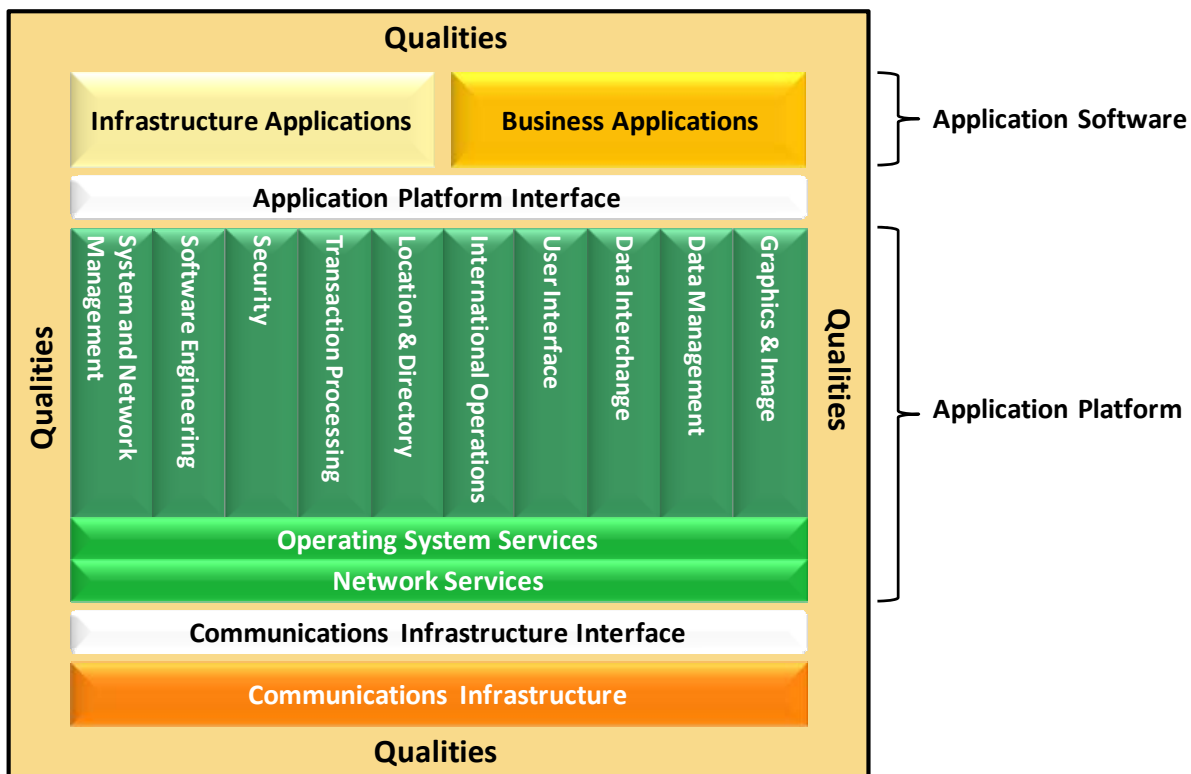 Qualities
Infrastructure Applications
Business Applications
Application Software
Application Platform Interface
Qualities
System and Network
Management
Software Engineering
Security
Transaction Processing
Location & Directory
International Operations
User Interface
Data Interchange
Data Management
Graphics & Image
Qualities
Application Platform
Operating System Services
Network Services
Communications Infrastructure Interface
Communications Infrastructure
Qualities